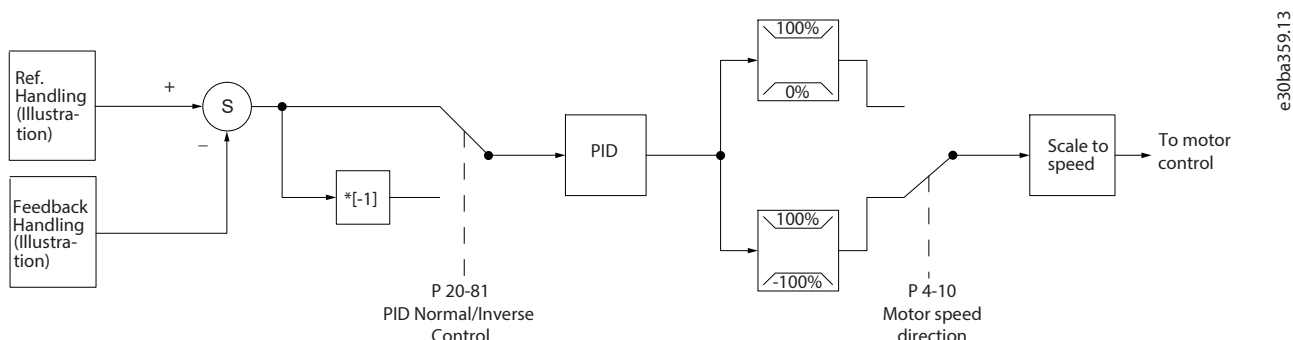 Ref.
Handling
(Illustra-
tion)
+
S
_
Feedback
Handling
(Illustra-
tion)
*[-1]
P 20-81
PID Normal/Inverse
Control
PID
100%
0%
100%
-100%
P 4-10
Motor speed
direction
Scale to
speed
To motor
control
e30ba359.13